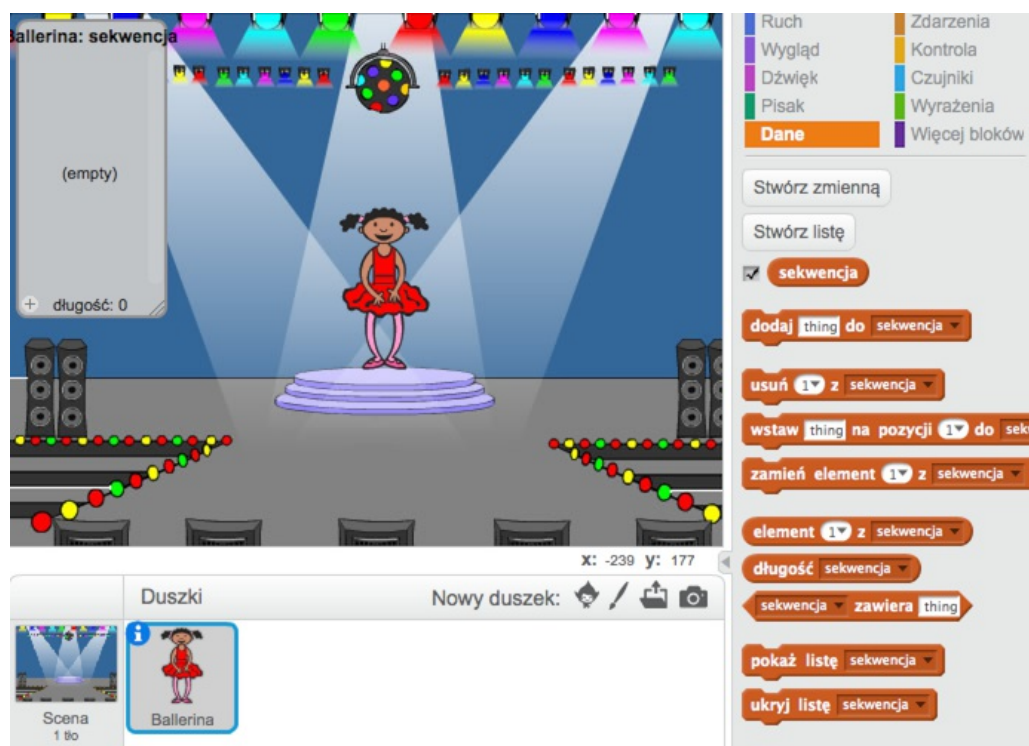 Ballerina: sekwencja
(empty)
+ długość: 0
x: -239 y: 177
Duszki
Nowy duszek:
Scena
1 tło
i
Ballerina
Ruch
Wygląd
Dźwięk
Pisak
Dane
Zdarzenia
Kontrola
Czujniki
Wyrażenia
Więcej bloków
Stwórz zmienną
Stwórz listę
sekwencja
dodaj thing do sekwencja
usuń 1 z sekwencja
wstaw thing na pozycji 1 do sek
zamień element 1 z sekwencja
element 1 z sekwencja
długość sekwencja
sekwencja zawiera thing
pokaż listę sekwencja
ukryj listę sekwencja